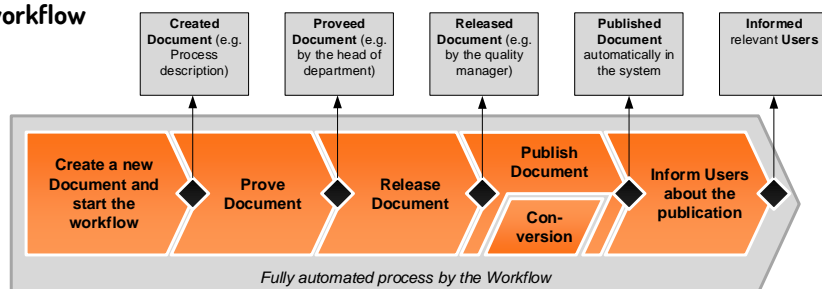 workflow
Created
Document (e.g.
Process
description)
Proveed
Document (e.g.
by the head of
department)
Released
Document (e.g.
by the quality
manager)
Published
Document
automatically in
the system
Informed
relevant Users
Create a new
Document and
start the
workflow
Prove
Document
Release
Document
Publish
Document
Con-
version
Inform Users
about the
publication
Fully automated process by the Workflow